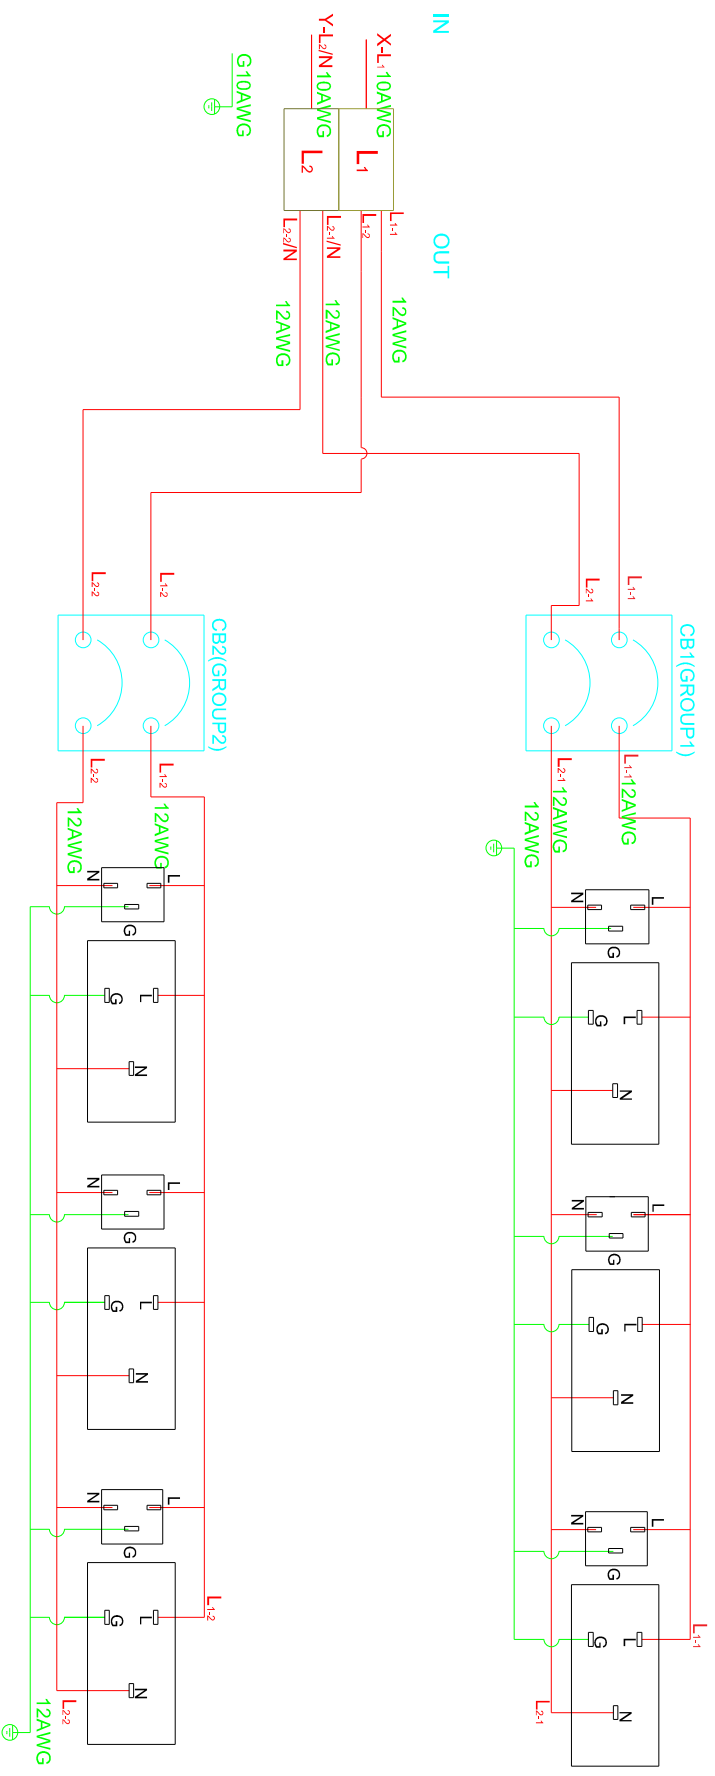 IN
OUT
X-L₁ 10AWG
Y-L₂/N 10AWG
G10AWG
L₁
L₂
L₁₋₁
L₁₋₂
L₂₋₁/N
L₂₋₂/N
12AWG
12AWG
12AWG
L₁₋₁
L₂₋₁
CB1(GROUP1)
L₁₋₁ 12AWG
L₂₋₁ 12AWG
12AWG
L
N
G
L
G
N
L
N
G
L
G
N
L
N
G
L
G
N
L₁₋₁
L₂₋₁
L₁₋₂
L₂₋₂
CB2(GROUP2)
L₁₋₂
12AWG
L₂₋₂
12AWG
L
N
G
L
G
N
L
N
G
L
G
N
L
N
G
L
G
N
L₁₋₂
L₂₋₂
12AWG